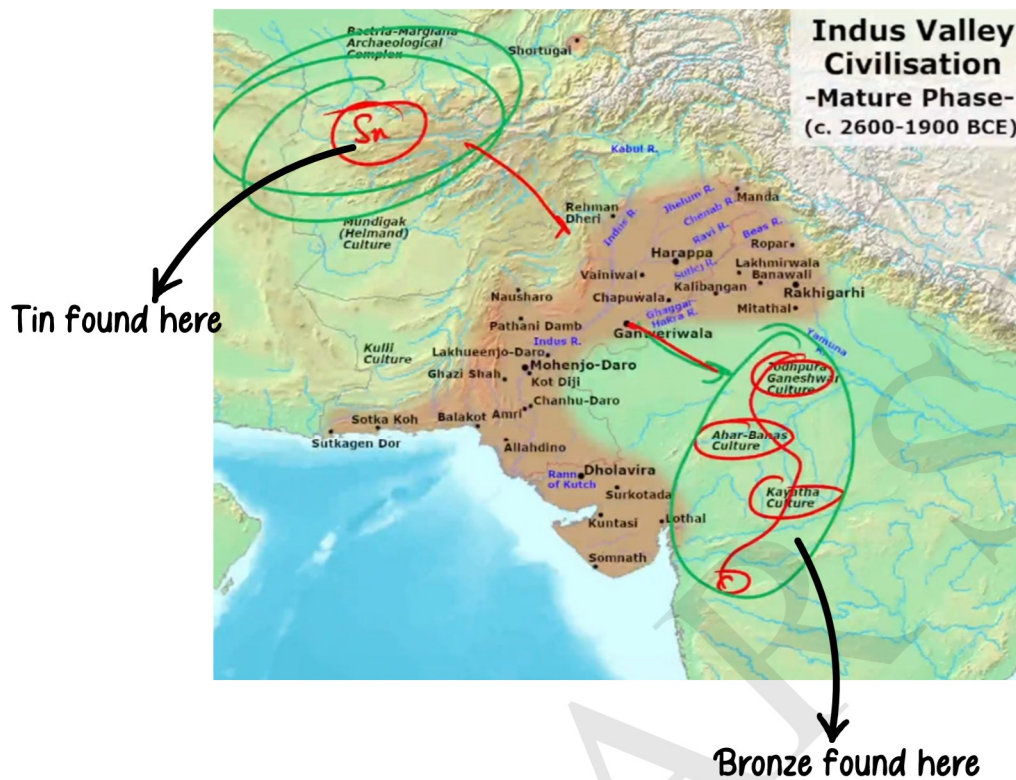 Indus Valley
Civilisation
-Mature Phase-
(c. 2600-1900 BCE)
Bactria-Margiana
Archaeological
Complex
Shortugai
Sn
Kabul R.
Mundigak
(Helmand)
Culture
Rehman
Dheri
Indus R.
Jhelum R.
Manda
Chenab R.
Ravi R.
Beas R.
Ropar
Harappa
Sutlej R.
Lakhmirwala
Banawali
Vainiwal
Kalibangan
Rakhigarhi
Nausharo
Chapuwala
Mitathal
Ghaggar-
Hakra R.
Tin found here
Pathani Damb
Ganweriwala
Yamuna
R.
Indus R.
Kulli
Culture
Lakhueenjo-Daro
Mohenjo-Daro
Ghazi Shah
Kot Diji
Jodhpura
Ganeshwar
Culture
Chanhu-Daro
Amri
Sotka Koh
Balakot
Sutkagen Dor
Allahdino
Ahar-Banas
Culture
Rann
of Kutch
Dholavira
Surkotada
Kayatha
Culture
Kuntasi
Lothal
Somnath
Bronze found here